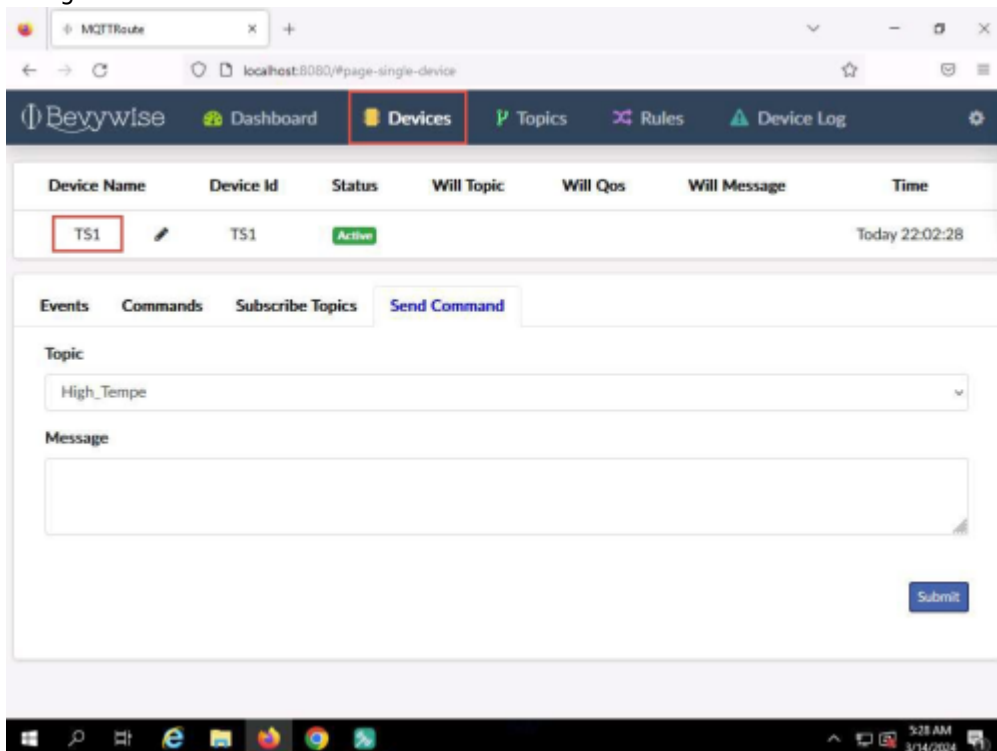 MQTTRoute
localhost:8080/#page-single-device
Bevywise Dashboard Devices Topics Rules Device Log
Device Name Device Id Status Will Topic Will Qos Will Message Time
TS1 TS1 Active Today 22:02:28
Events Commands Subscribe Topics Send Command
Topic
High_Tempe
Message
Submit
5:28 AM
3/14/2024